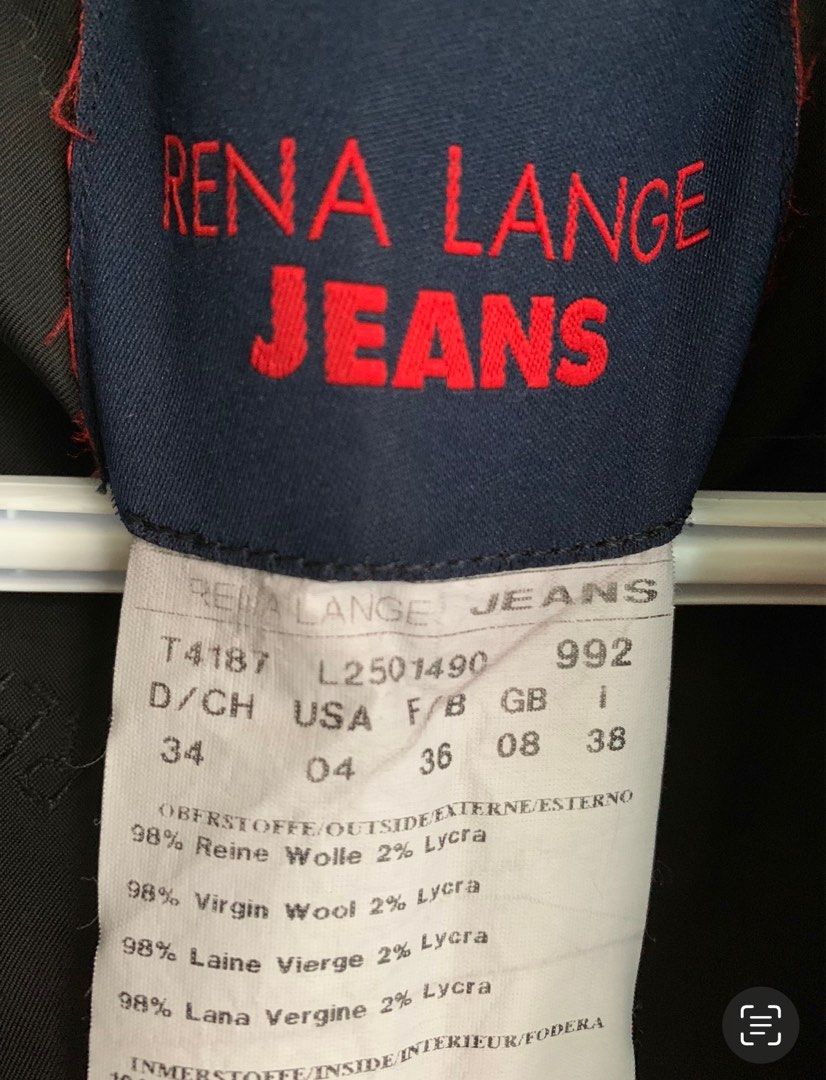 RENA LANGE
JEANS
RENA LANGE JEANS
T4187 L2501490 992
D/CH USA F/B GB I
34 04 36 08 38
OBERSTOFFE/OUTSIDE/EXTERNE/ESTERNO
98% Reine Wolle 2% Lycra
98% Virgin Wool 2% Lycra
98% Laine Vierge 2% Lycra
98% Lana Vergine 2% Lycra
INMERSTOFFE/INSIDE/INTERIEUR/FODERA